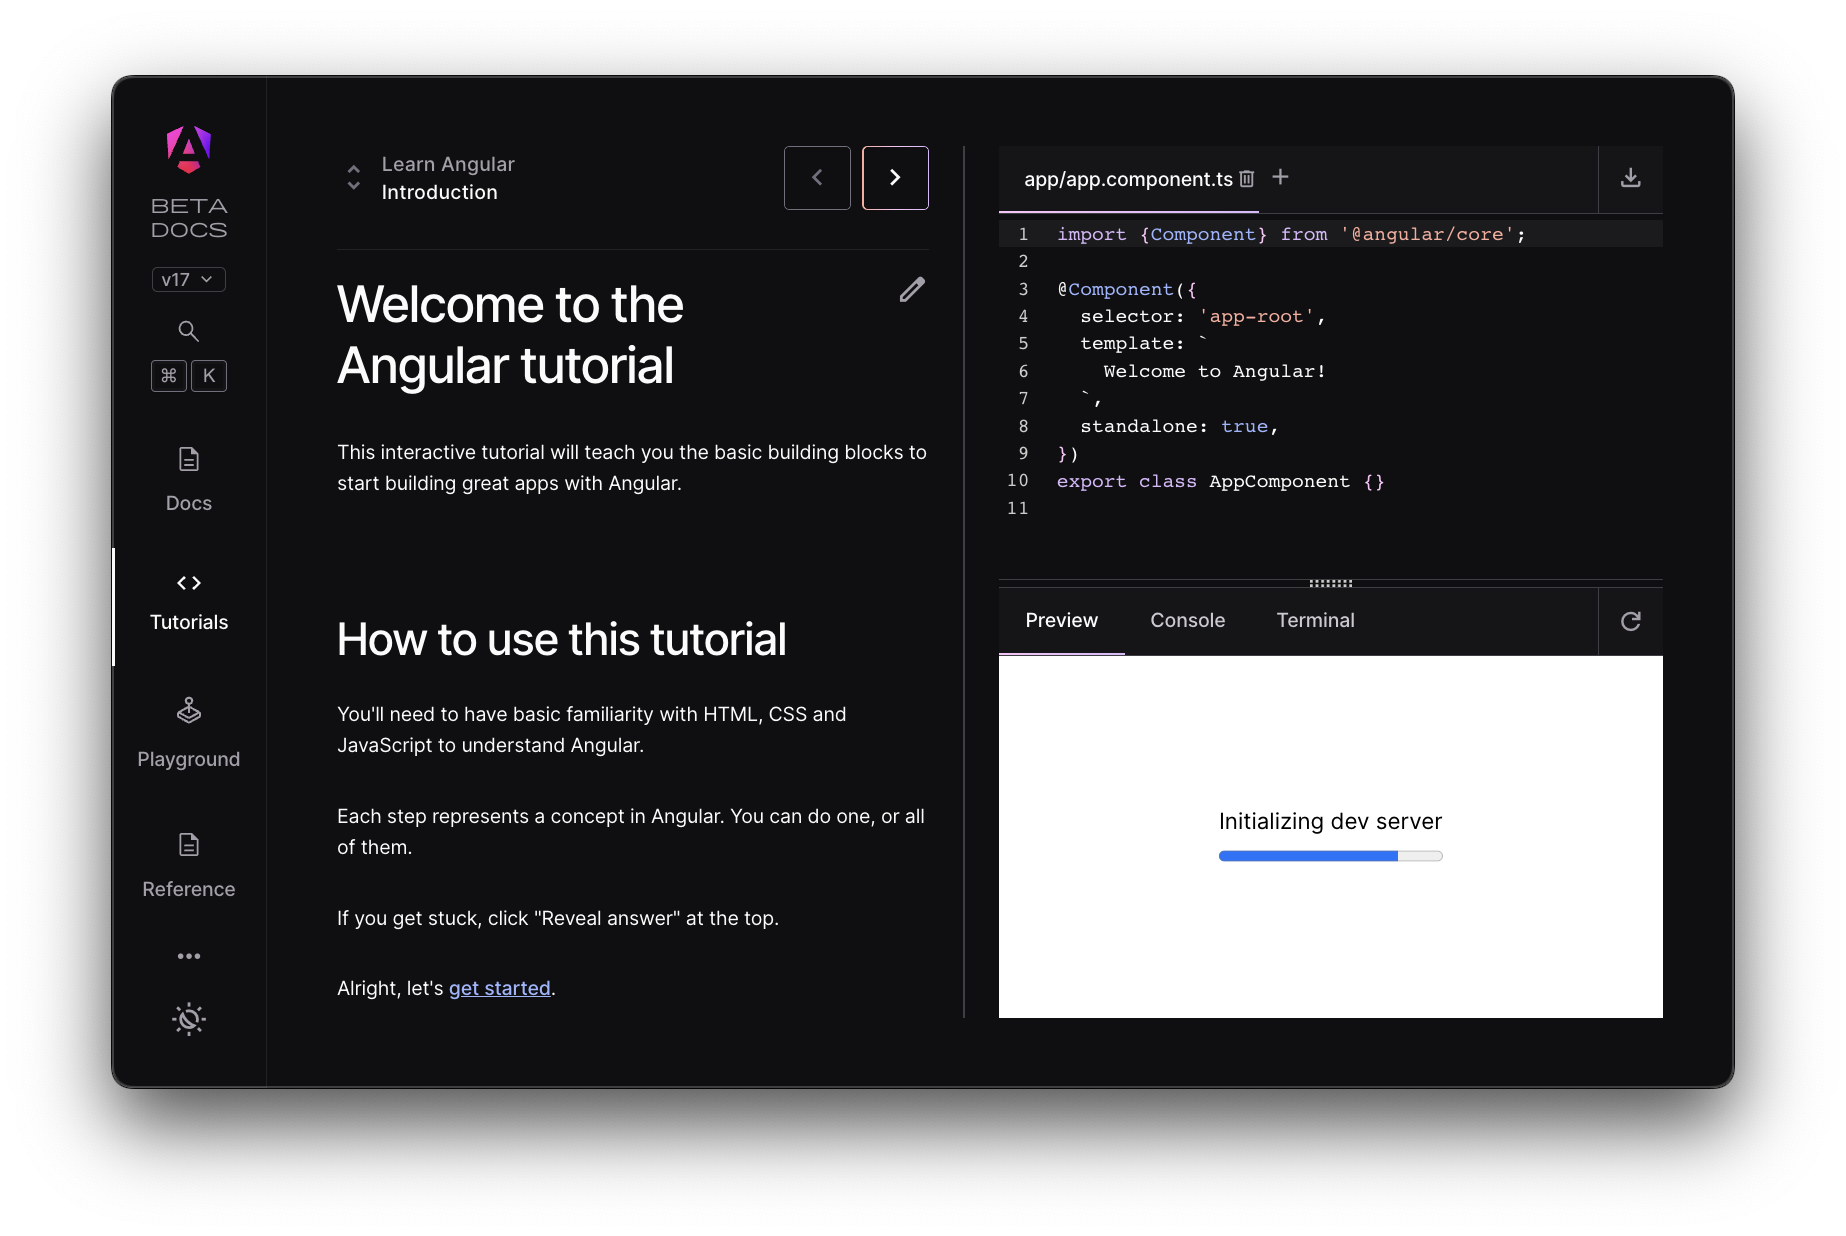 BETA
DOCS
v17
⌘ K
Docs
Tutorials
Playground
Reference
Learn Angular
Introduction
Welcome to the
Angular tutorial
This interactive tutorial will teach you the basic building blocks to
start building great apps with Angular.
How to use this tutorial
You'll need to have basic familiarity with HTML, CSS and
JavaScript to understand Angular.
Each step represents a concept in Angular. You can do one, or all
of them.
If you get stuck, click "Reveal answer" at the top.
Alright, let's get started.
app/app.component.ts
1 import {Component} from '@angular/core';
2
3 @Component({
4   selector: 'app-root',
5   template: `
6     Welcome to Angular!
7   `,
8   standalone: true,
9 })
10 export class AppComponent {}
11
Preview Console Terminal
Initializing dev server